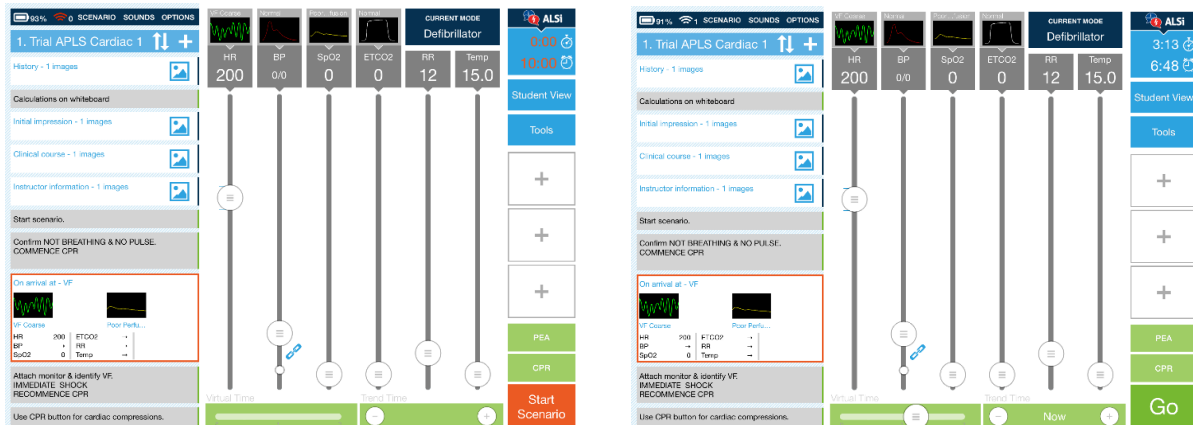 93% 0 SCENARIO SOUNDS OPTIONS
1. Trial APLS Cardiac 1
History - 1 images
Calculations on whiteboard
Initial impression - 1 images
Clinical course - 1 images
Instructor information - 1 images
Start scenario.
Confirm NOT BREATHING & NO PULSE.
COMMENCE CPR
On arrival at - VF
VF Coarse Poor Perfu...
HR 200 ETCO2
BP RR
SpO2 0 Temp
Attach monitor & identify VF.
IMMEDIATE SHOCK
RECOMMENCE CPR
Use CPR button for cardiac compressions.
VF Coarse Normal Poor...fusion Normal
HR BP SpO2 ETCO2 RR Temp
200 0/0 0 0 12 15.0
CURRENT MODE
Defibrillator
Virtual Time Trend Time
ALSi
0:00
10:00
Student View
Tools
PEA
CPR
Start
Scenario
91% 1 SCENARIO SOUNDS OPTIONS
1. Trial APLS Cardiac 1
History - 1 images
Calculations on whiteboard
Initial impression - 1 images
Clinical course - 1 images
Instructor information - 1 images
Start scenario.
Confirm NOT BREATHING & NO PULSE.
COMMENCE CPR
On arrival at - VF
VF Coarse Poor Perfu...
HR 200 ETCO2
BP RR
SpO2 0 Temp
Attach monitor & identify VF.
IMMEDIATE SHOCK
RECOMMENCE CPR
Use CPR button for cardiac compressions.
VF Coarse Normal Normal
HR BP SpO2 ETCO2 RR Temp
200 0/0 0 0 12 15.0
CURRENT MODE
Defibrillator
Virtual Time Trend Time
Now
ALSi
3:13
6:48
Student View
Tools
PEA
CPR
Go